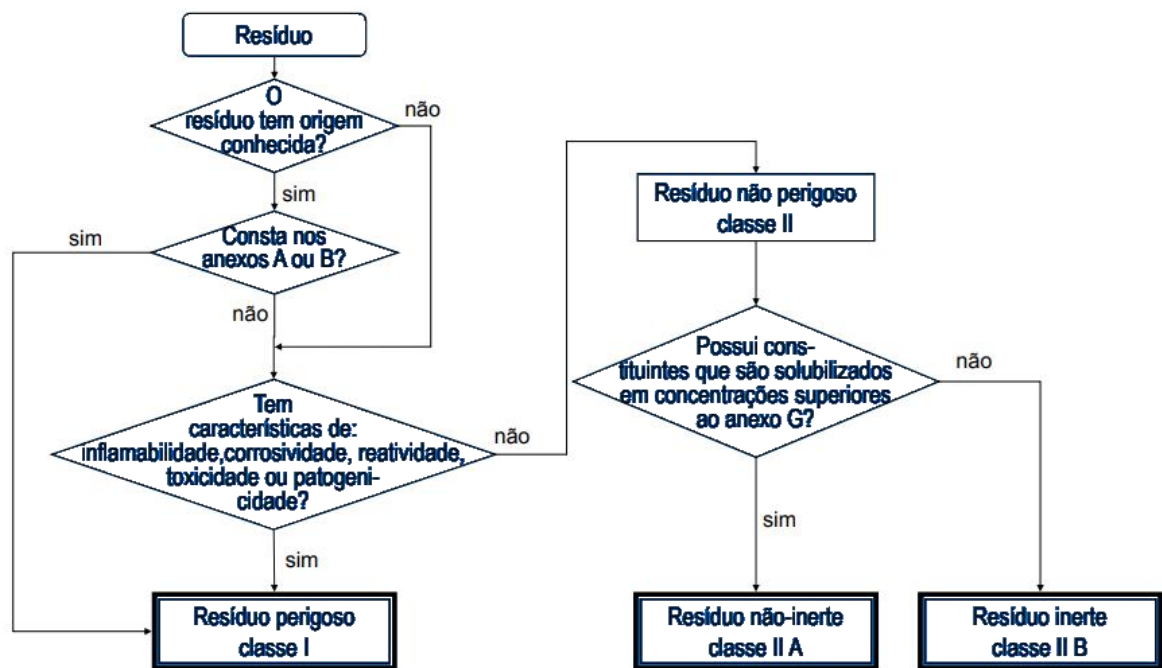 Resíduo
O
resíduo tem origem
conhecida?
não
sim
Consta nos
anexos A ou B?
sim
não
Tem
características de:
inflamabilidade,corrosividade, reatividade,
toxicidade ou patogeni-
cidade?
não
sim
Resíduo perigoso
classe I
Resíduo não perigoso
classe II
Possui cons-
tituintes que são solubilizados
em concentrações superiores
ao anexo G?
não
sim
Resíduo não-inerte
classe II A
Resíduo inerte
classe II B